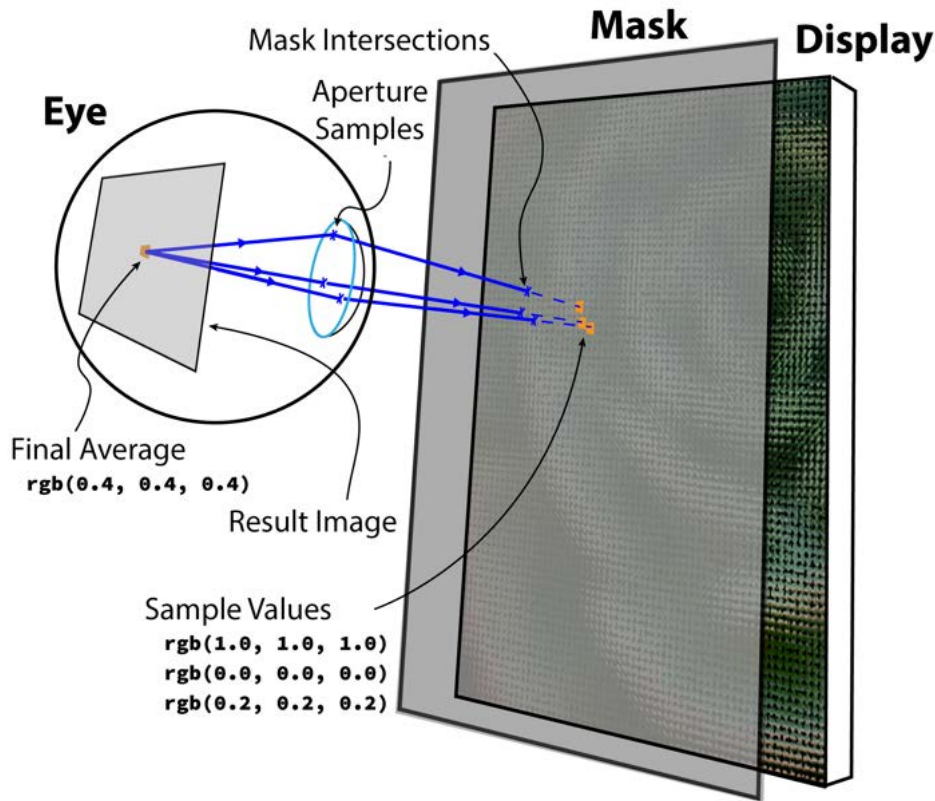 Mask
Mask Intersections
Display
Aperture
Samples
Eye
Final Average
rgb(0.4, 0.4, 0.4)
Result Image
Sample Values
rgb(1.0, 1.0, 1.0)
rgb(0.0, 0.0, 0.0)
rgb(0.2, 0.2, 0.2)